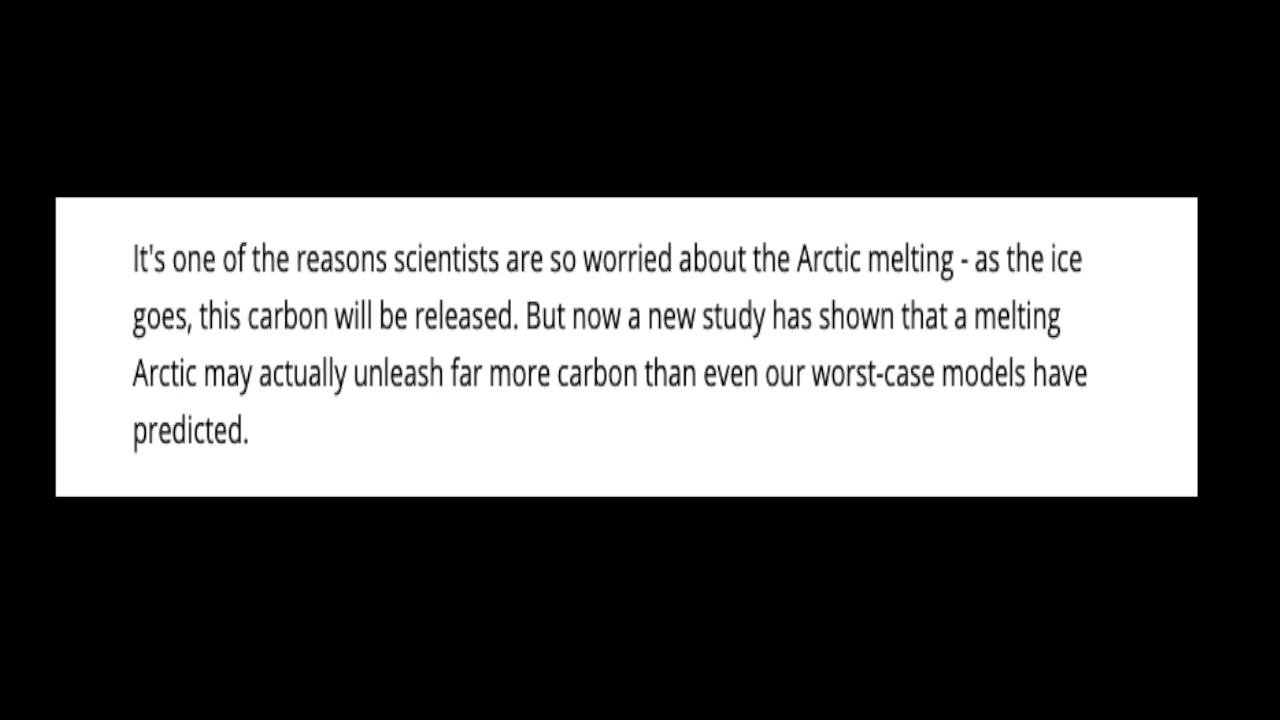 It's one of the reasons scientists are so worried about the Arctic melting - as the ice
goes, this carbon will be released. But now a new study has shown that a melting
Arctic may actually unleash far more carbon than even our worst-case models have
predicted.